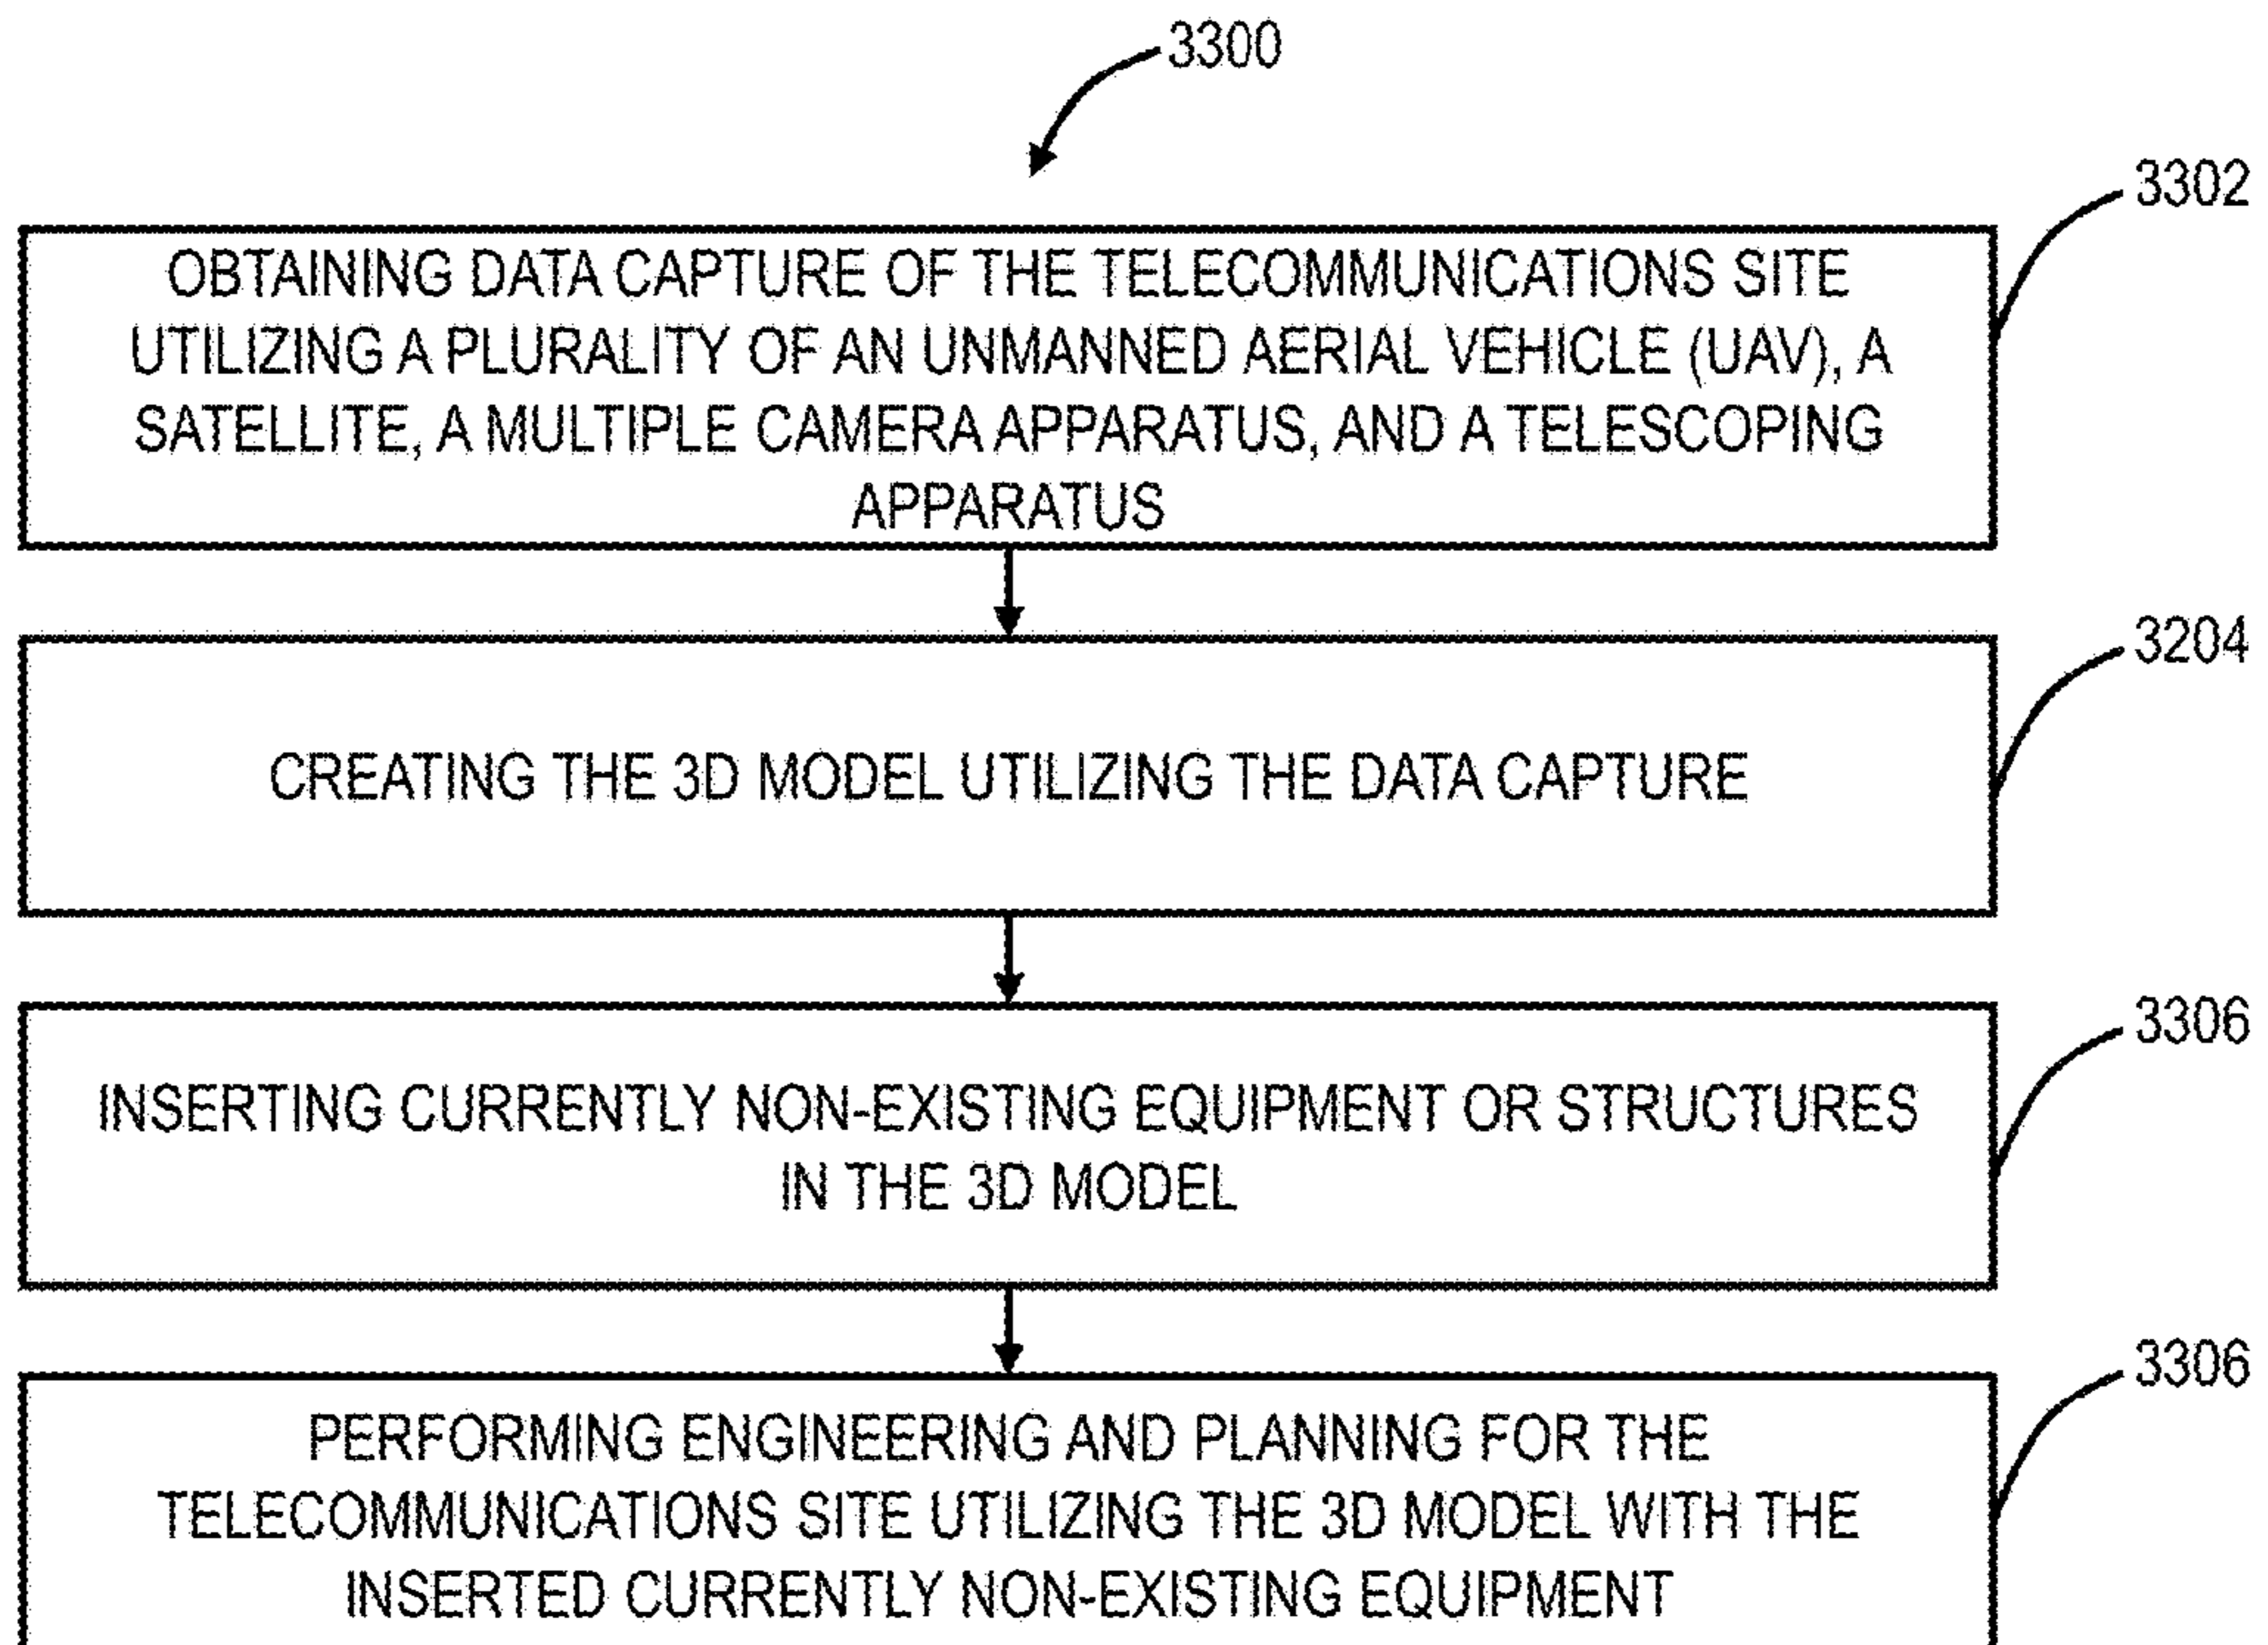 3300
3302
OBTAINING DATA CAPTURE OF THE TELECOMMUNICATIONS SITE
UTILIZING A PLURALITY OF AN UNMANNED AERIAL VEHICLE (UAV), A
SATELLITE, A MULTIPLE CAMERA APPARATUS, AND A TELESCOPING
APPARATUS
3204
CREATING THE 3D MODEL UTILIZING THE DATA CAPTURE
3306
INSERTING CURRENTLY NON-EXISTING EQUIPMENT OR STRUCTURES
IN THE 3D MODEL
3306
PERFORMING ENGINEERING AND PLANNING FOR THE
TELECOMMUNICATIONS SITE UTILIZING THE 3D MODEL WITH THE
INSERTED CURRENTLY NON-EXISTING EQUIPMENT